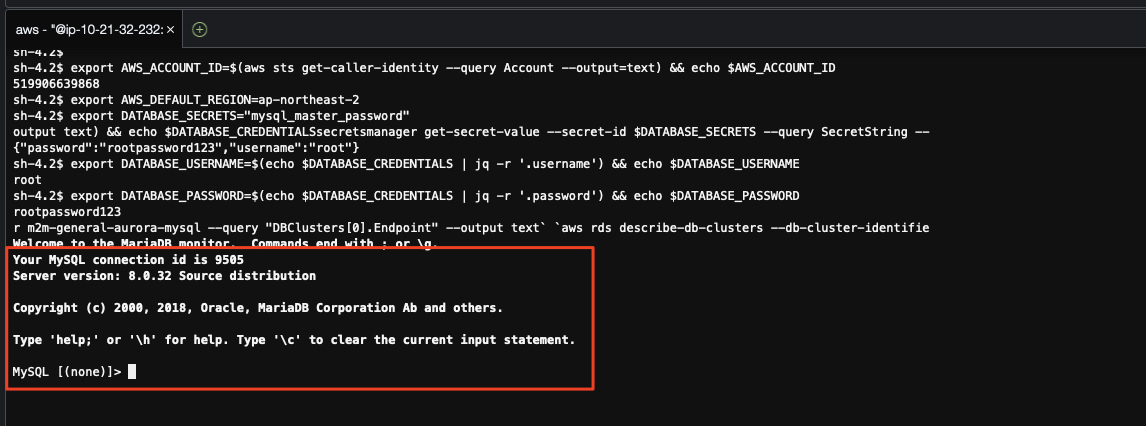 aws - "@ip-10-21-32-232: ×
sh-4.2$
sh-4.2$ export AWS_ACCOUNT_ID=$(aws sts get-caller-identity --query Account --output=text) && echo $AWS_ACCOUNT_ID
519906639868
sh-4.2$ export AWS_DEFAULT_REGION=ap-northeast-2
sh-4.2$ export DATABASE_SECRETS="mysql_master_password"
output text) && echo $DATABASE_CREDENTIALSsecretsmanager get-secret-value --secret-id $DATABASE_SECRETS --query SecretString --
{"password":"rootpassword123","username":"root"}
sh-4.2$ export DATABASE_USERNAME=$(echo $DATABASE_CREDENTIALS | jq -r '.username') && echo $DATABASE_USERNAME
root
sh-4.2$ export DATABASE_PASSWORD=$(echo $DATABASE_CREDENTIALS | jq -r '.password') && echo $DATABASE_PASSWORD
rootpassword123
r m2m-general-aurora-mysql --query "DBClusters[0].Endpoint" --output text` `aws rds describe-db-clusters --db-cluster-identifie
Welcome to the MariaDB monitor.  Commands end with ; or \g.
Your MySQL connection id is 9505
Server version: 8.0.32 Source distribution
Copyright (c) 2000, 2018, Oracle, MariaDB Corporation Ab and others.
Type 'help;' or '\h' for help. Type '\c' to clear the current input statement.
MySQL [(none)]>